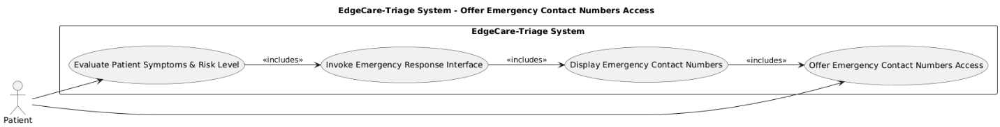 EdgeCare-Triage System - Offer Emergency Contact Numbers Access
EdgeCare-Triage System
Evaluate Patient Symptoms & Risk Level
«includes»
Invoke Emergency Response Interface
«includes»
Display Emergency Contact Numbers
«includes»
Offer Emergency Contact Numbers Access
Patient